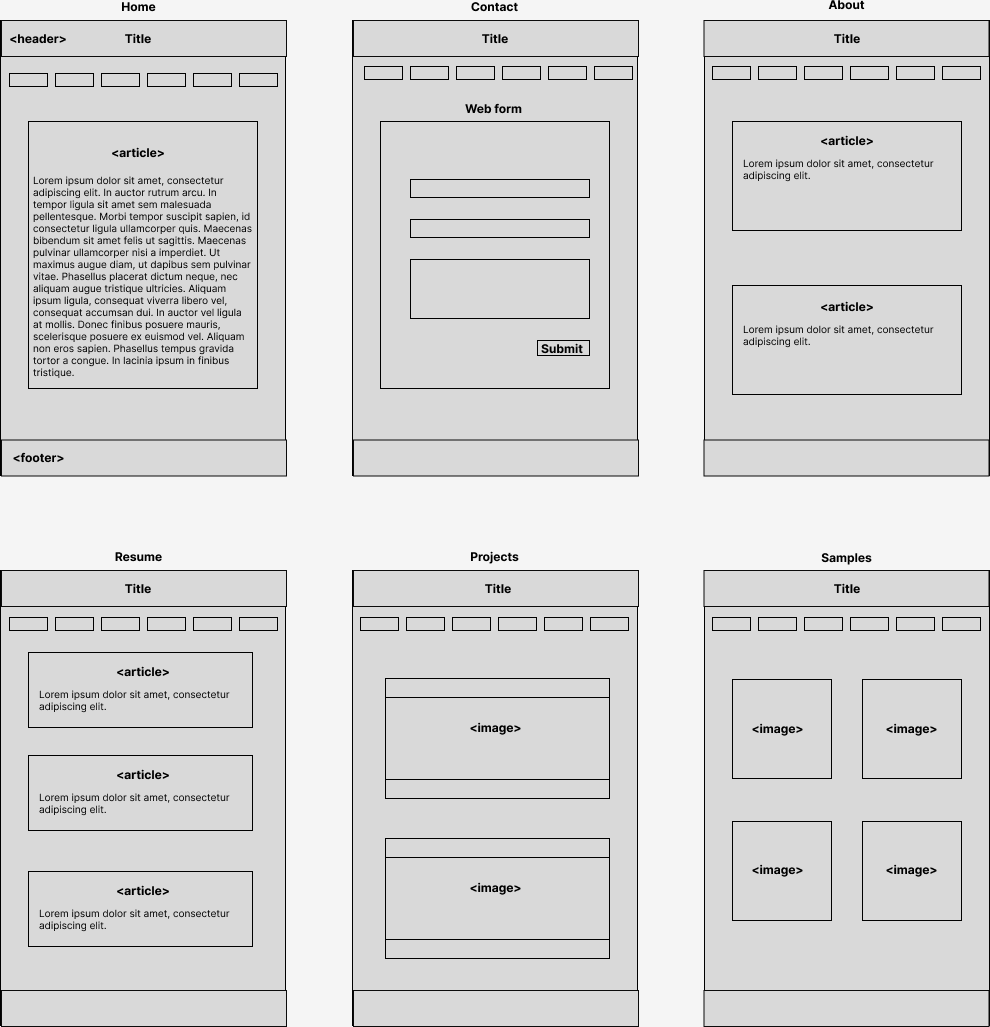 Home
<header>
Title
<article>
Lorem ipsum dolor sit amet, consectetur
adipiscing elit. In auctor rutrum arcu. In
tempor ligula sit amet sem malesuada
pellentesque. Morbi tempor suscipit sapien, id
consectetur ligula ullamcorper quis. Maecenas
bibendum sit amet felis ut sagittis. Maecenas
pulvinar ullamcorper nisi a imperdiet. Ut
maximus augue diam, ut dapibus sem pulvinar
vitae. Phasellus placerat dictum neque, nec
aliquam augue tristique ultricies. Aliquam
ipsum ligula, consequat viverra libero vel,
consequat accumsan dui. In auctor vel ligula
at mollis. Donec finibus posuere mauris,
scelerisque posuere ex euismod vel. Aliquam
non eros sapien. Phasellus tempus gravida
tortor a congue. In lacinia ipsum in finibus
tristique.
<footer>
Contact
Title
Web form
Submit
About
Title
<article>
Lorem ipsum dolor sit amet, consectetur
adipiscing elit.
<article>
Lorem ipsum dolor sit amet, consectetur
adipiscing elit.
Resume
Title
<article>
Lorem ipsum dolor sit amet, consectetur
adipiscing elit.
<article>
Lorem ipsum dolor sit amet, consectetur
adipiscing elit.
<article>
Lorem ipsum dolor sit amet, consectetur
adipiscing elit.
Projects
Title
<image>
<image>
Samples
Title
<image>
<image>
<image>
<image>